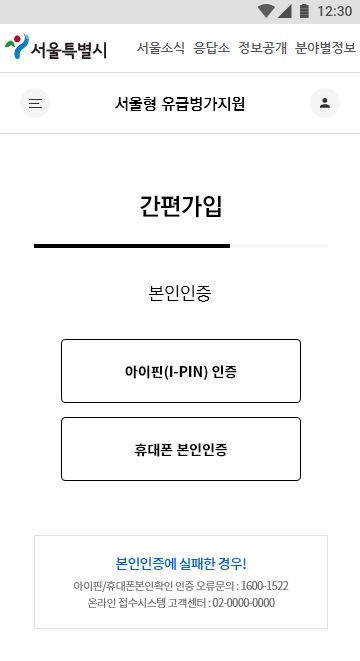 12:30
서울특별시
서울소식 응답소 정보공개 분야별정보
서울형 유급병가지원
간편가입
본인인증
아이핀(I-PIN) 인증
휴대폰 본인인증
본인인증에 실패한 경우!
아이핀/휴대폰본인확인 인증 오류문의 : 1600-1522
온라인 접수시스템 고객센터 : 02-0000-0000